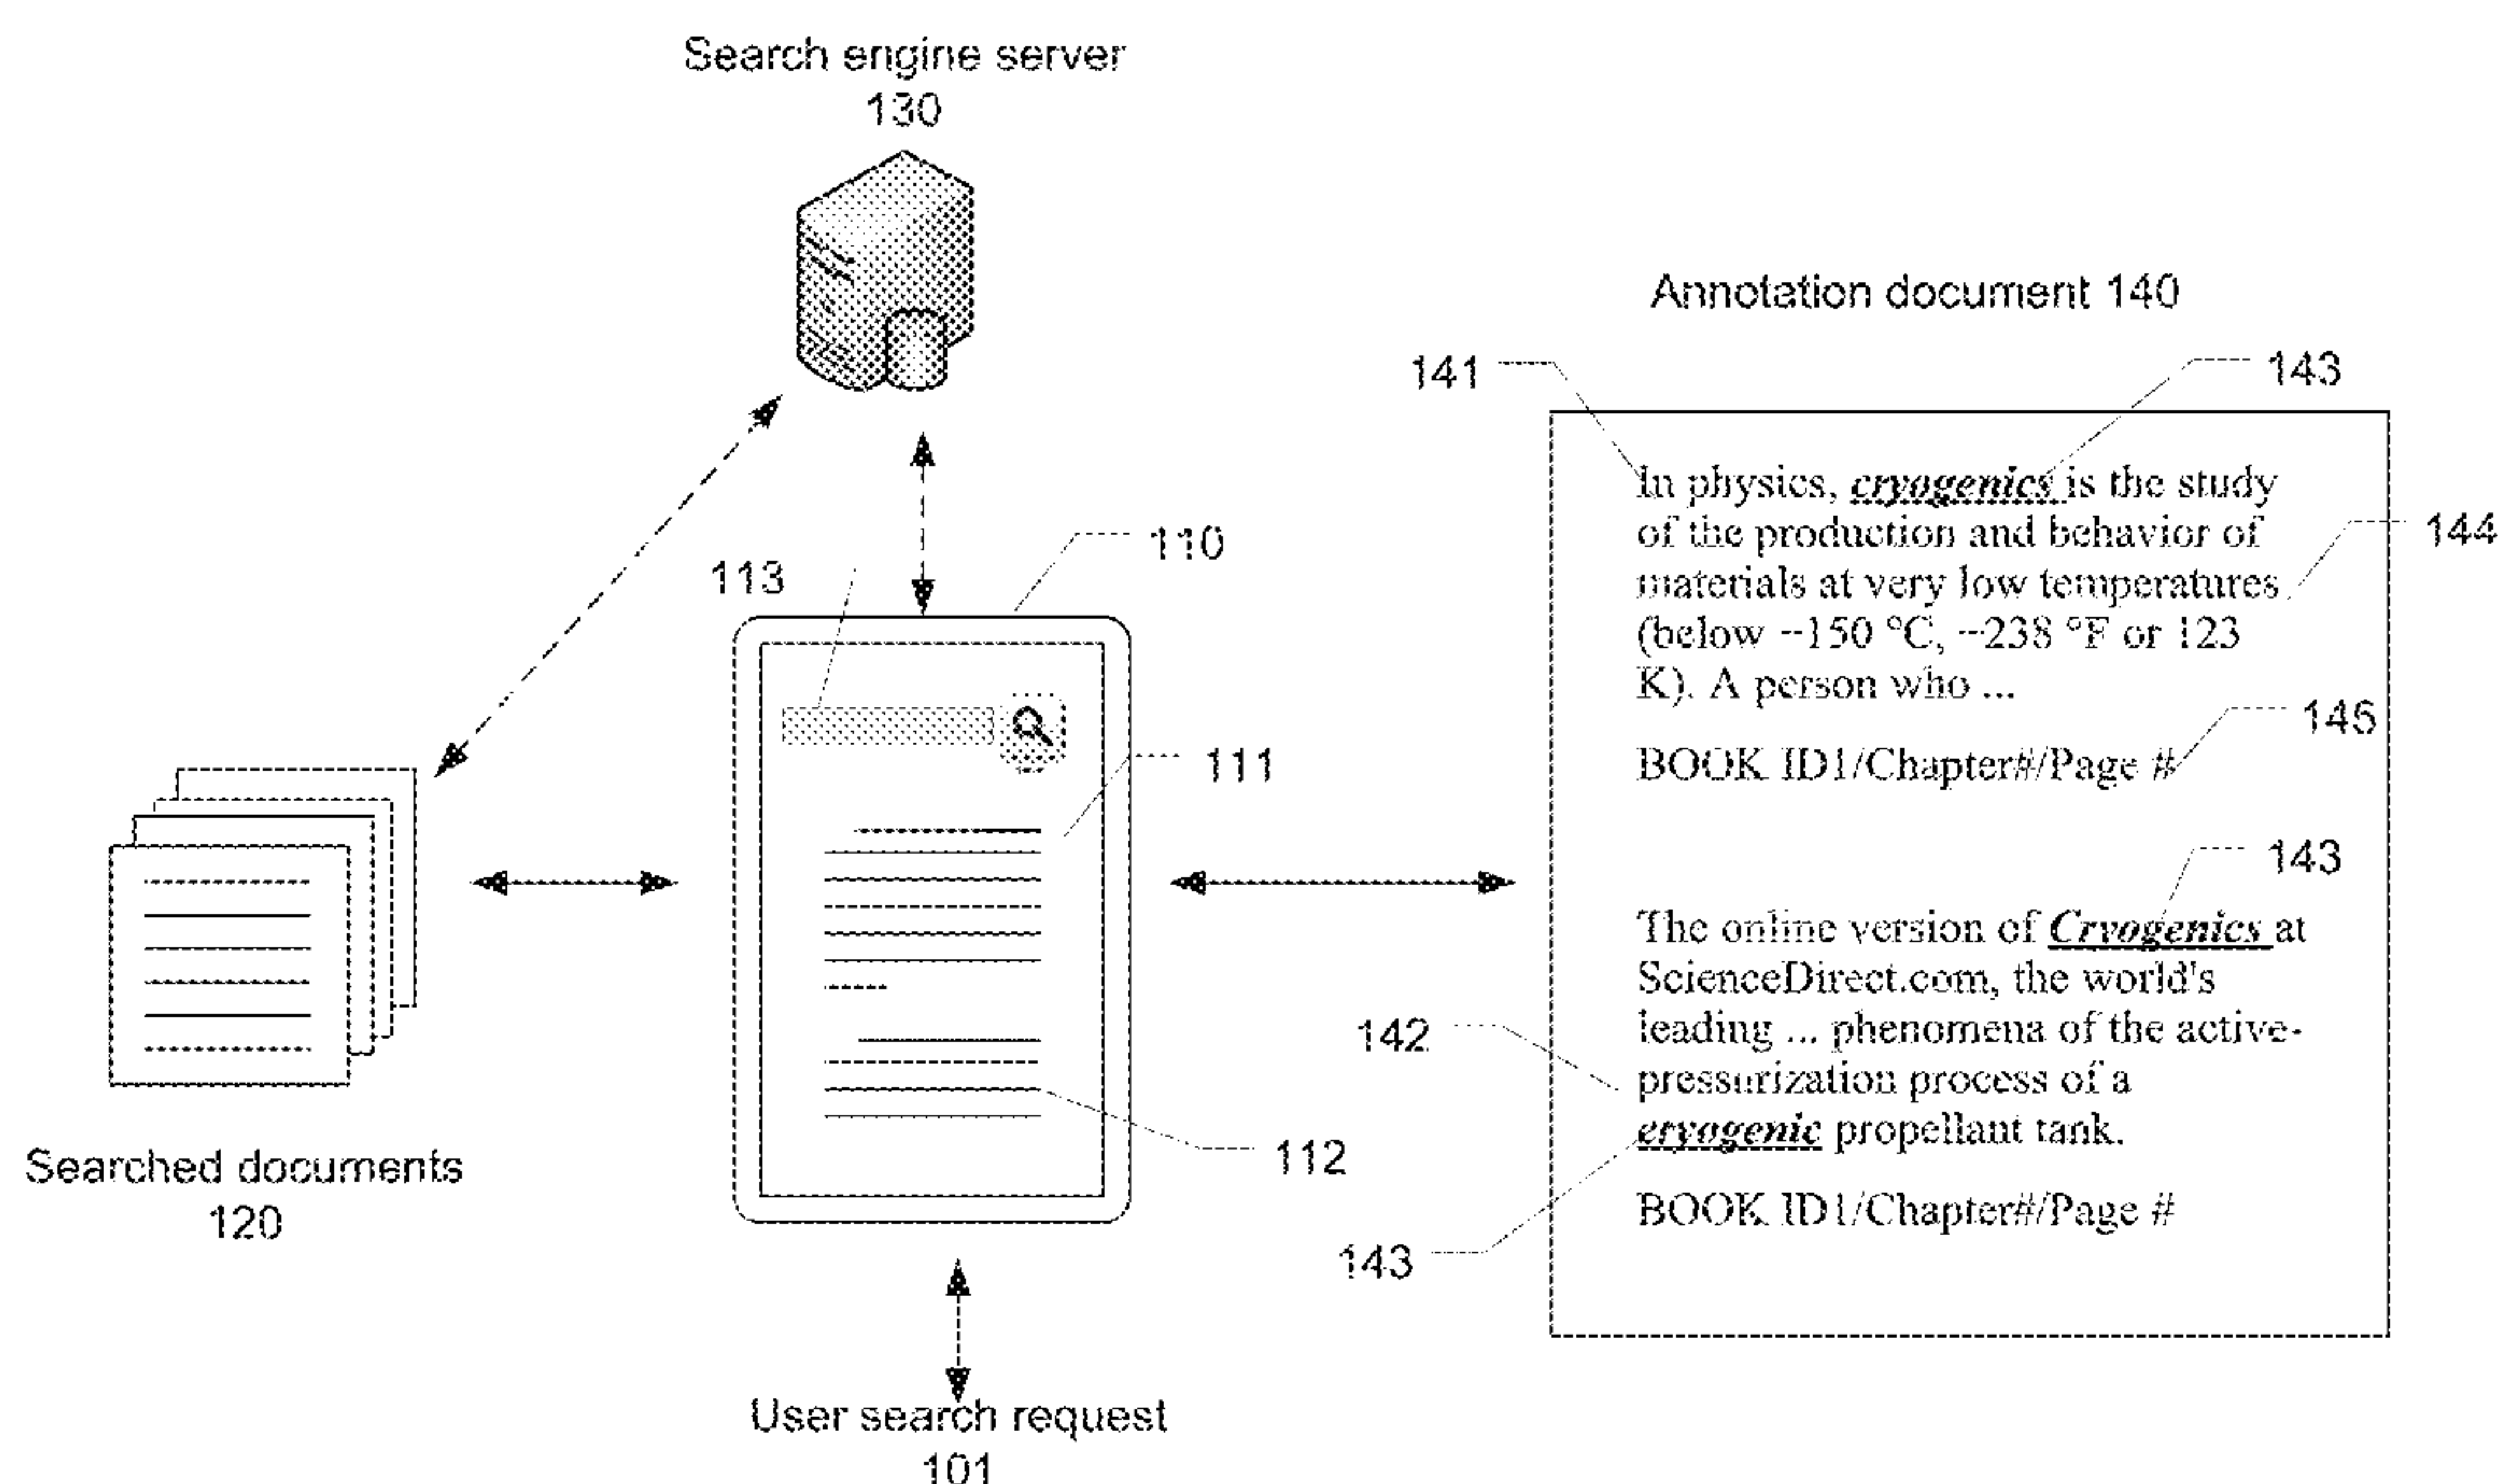 Search engine server
130
Annotation document 140
141
143
In physics, cryogenics is the study
of the production and behavior of
materials at very low temperatures
(below −150 °C, −238 °F or 123
K). A person who ...
144
145
BOOK ID1/Chapter#/Page #
143
The online version of Cryogenics at
ScienceDirect.com, the world's
leading ... phenomena of the active-
pressurization process of a
cryogenic propellant tank.
142
BOOK ID1/Chapter#/Page #
143
110
113
111
112
Searched documents
120
User search request
101